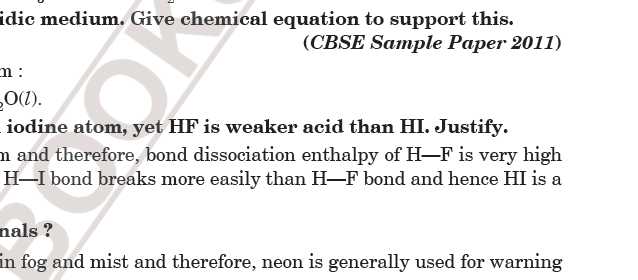 idic medium. Give chemical equation to support this.
(CBSE Sample Paper 2011)
m :
₂O(l).
iodine atom, yet HF is weaker acid than HI. Justify.
m and therefore, bond dissociation enthalpy of H—F is very high
H—I bond breaks more easily than H—F bond and hence HI is a
nals ?
in fog and mist and therefore, neon is generally used for warning